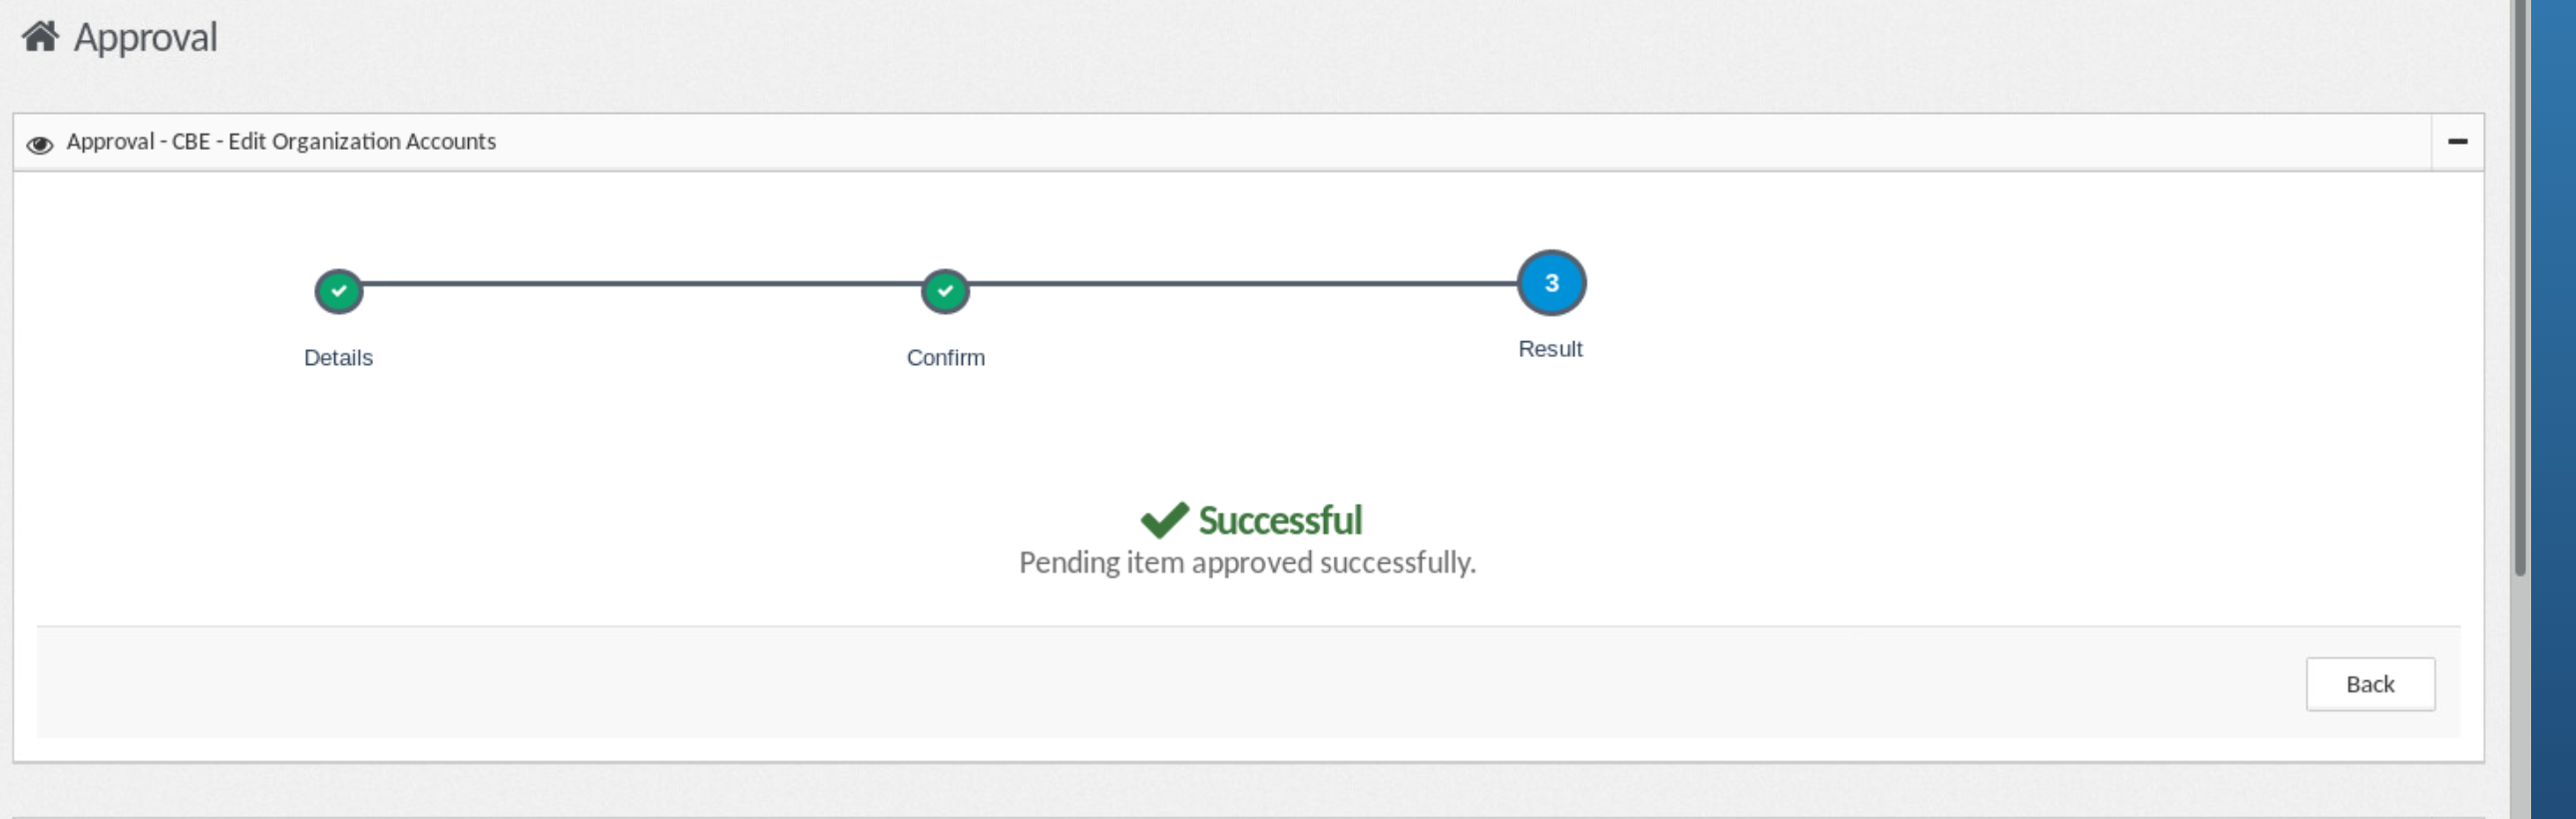 Approval
Approval - CBE - Edit Organization Accounts
3
Details
Confirm
Result
Successful
Pending item approved successfully.
Back